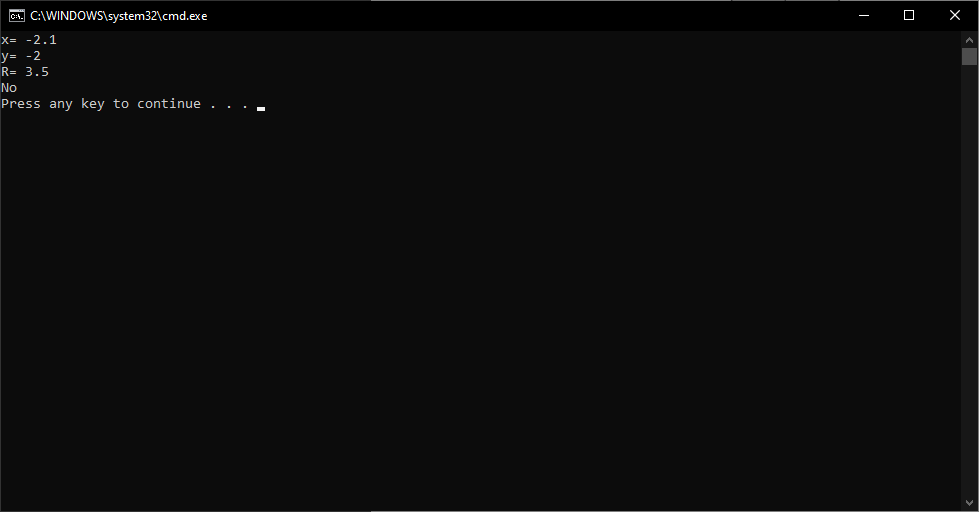 C:\WINDOWS\system32\cmd.exe
x= -2.1
y= -2
R= 3.5
No
Press any key to continue . . .